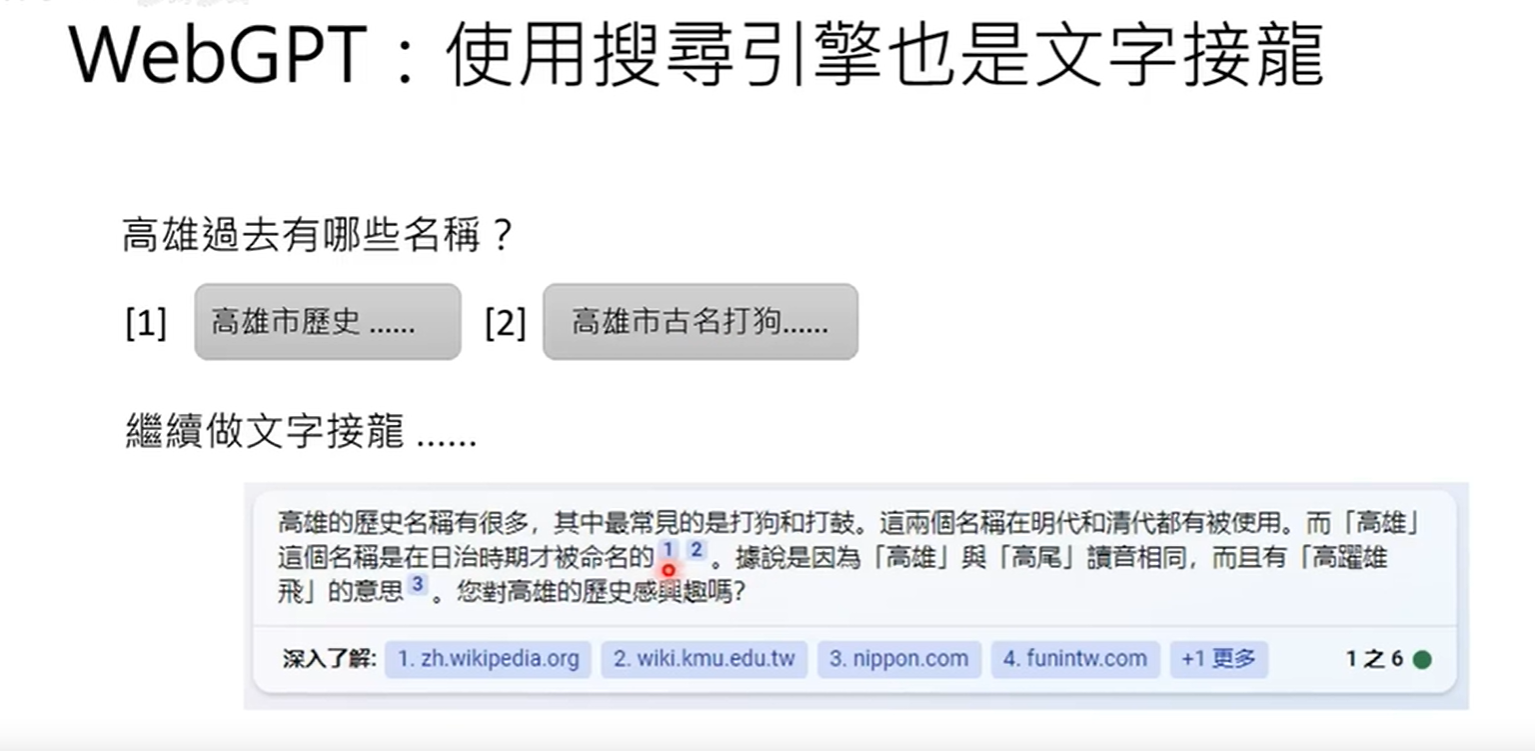 WebGPT：使用搜尋引擎也是文字接龍
高雄過去有哪些名稱？
[1] 高雄市歷史 ...... [2] 高雄市古名打狗......
繼續做文字接龍 ......
高雄的歷史名稱有很多，其中最常見的是打狗和打鼓。這兩個名稱在明代和清代都有被使用。而「高雄」
這個名稱是在日治時期才被命名的 1 2 。據說是因為「高雄」與「高尾」讀音相同，而且有「高躍雄
飛」的意思 3 。您對高雄的歷史感興趣嗎?
深入了解: 1. zh.wikipedia.org 2. wiki.kmu.edu.tw 3. nippon.com 4. funintw.com +1 更多 1 之 6